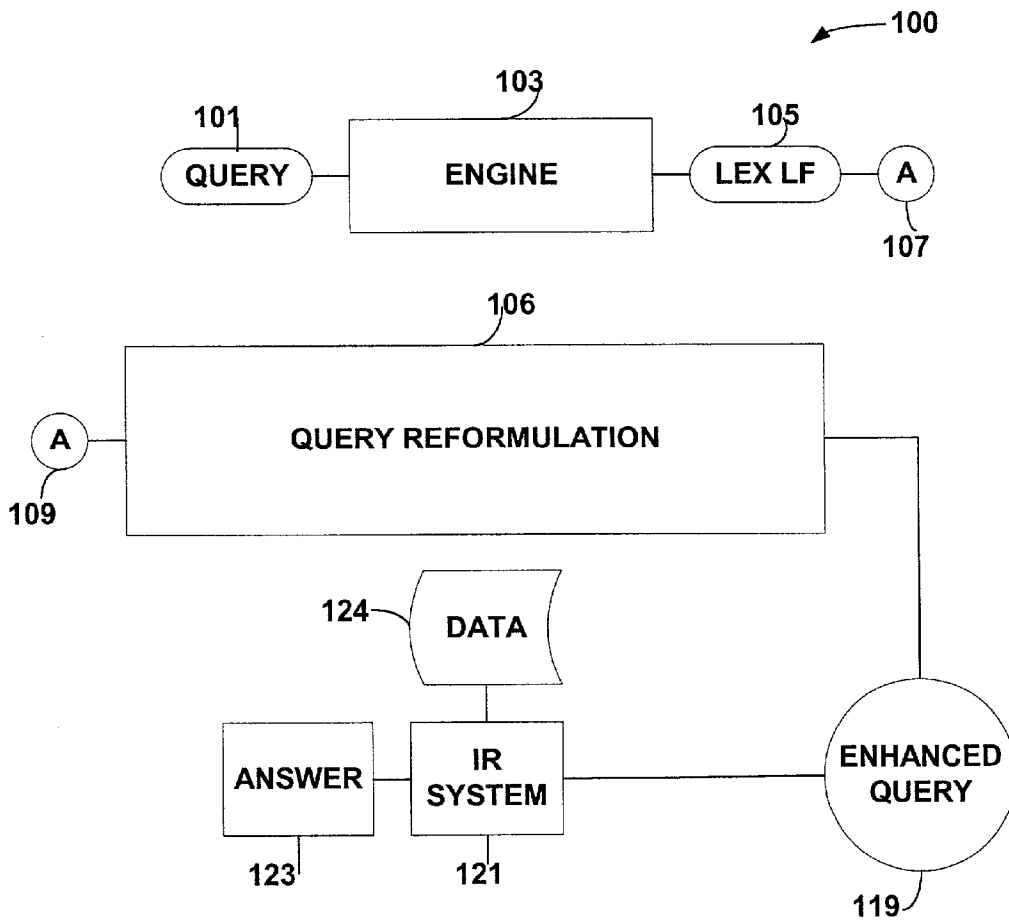 100
103
101
105
QUERY
ENGINE
LEX LF
A
107
106
A
QUERY REFORMULATION
109
124
DATA
ANSWER
IR
SYSTEM
ENHANCED
QUERY
123
121
119